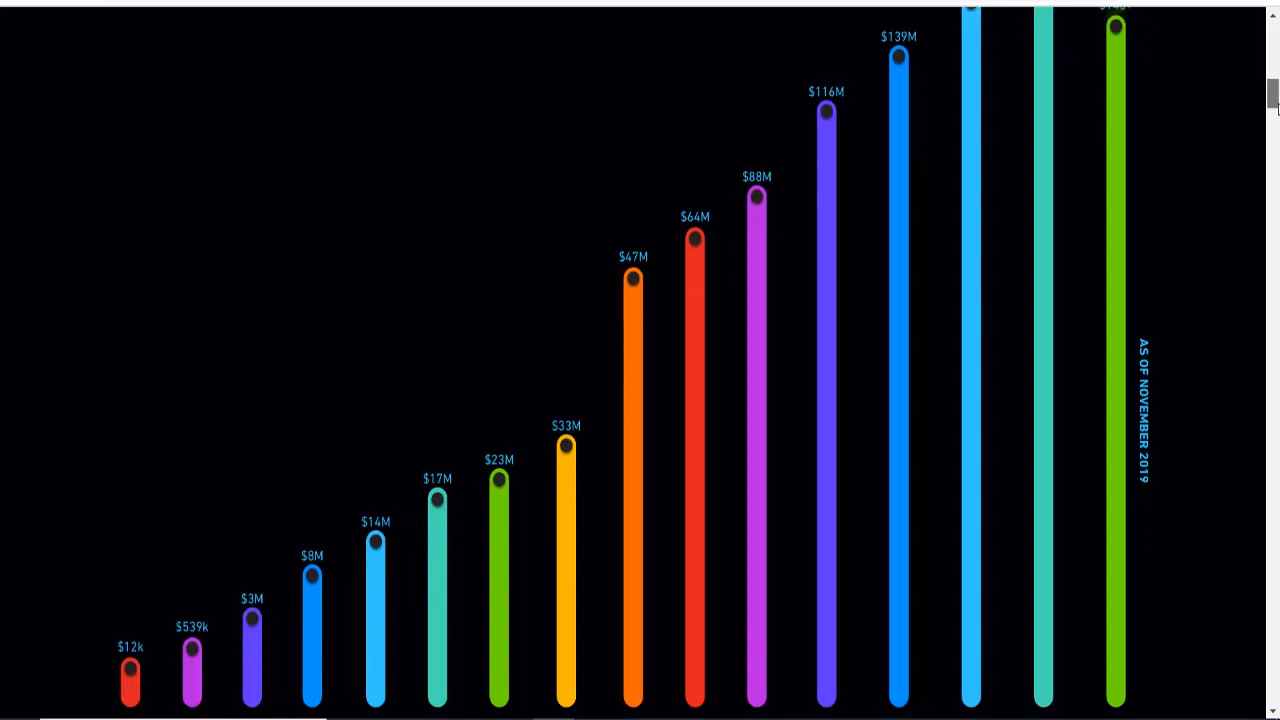 $139M
$116M
$88M
$64M
$47M
$33M
$23M
$17M
$14M
$8M
$3M
$539k
$12k
AS OF NOVEMBER 2019